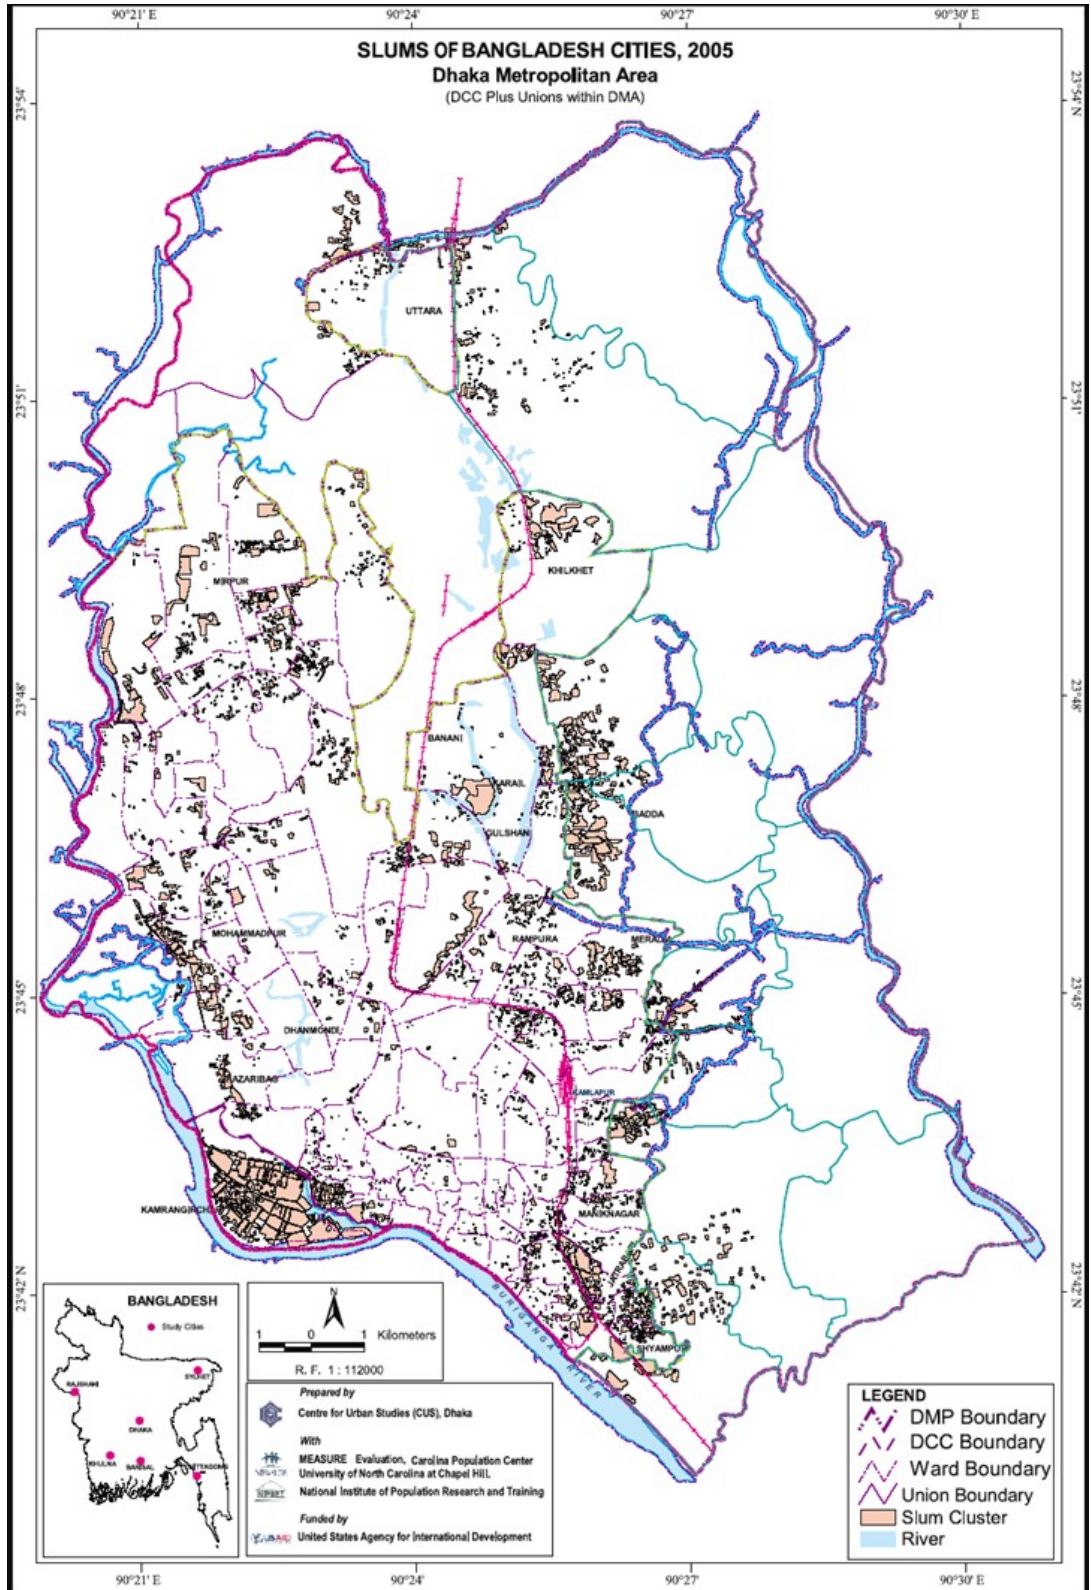 90°21' E
90°24'
90°27'
90°30' E
SLUMS OF BANGLADESH CITIES, 2005
Dhaka Metropolitan Area
(DCC Plus Unions within DMA)
23°54'
23°54' N
UTTARA
23°51'
23°51'
KHILKHET
MIRPUR
23°48'
23°48'
BANANI
KARAIL
BADDA
GULSHAN
MOHAMMADPUR
RAMPURA
MERADIA
23°45'
23°45'
DHANMONDI
HAZARIBAG
KAMLAPUR
KAMRANGIRCHAR
MANIKNAGAR
23°42' N
23°42' N
SHYAMPUR
BURIGANGA RIVER
BANGLADESH
Study Cities
RAJSHAHI
SYLHET
DHAKA
KHULNA
BARISAL
CHITTAGONG
N
1 0 1 Kilometers
R. F. 1 : 112000
Prepared by
Centre for Urban Studies (CUS), Dhaka
With
MEASURE Evaluation, Carolina Population Center
University of North Carolina at Chapel Hill.
National Institute of Population Research and Training
Funded by
USAID
United States Agency for International Development
LEGEND
DMP Boundary
DCC Boundary
Ward Boundary
Union Boundary
Slum Cluster
River
90°21' E
90°24'
90°27'
90°30' E